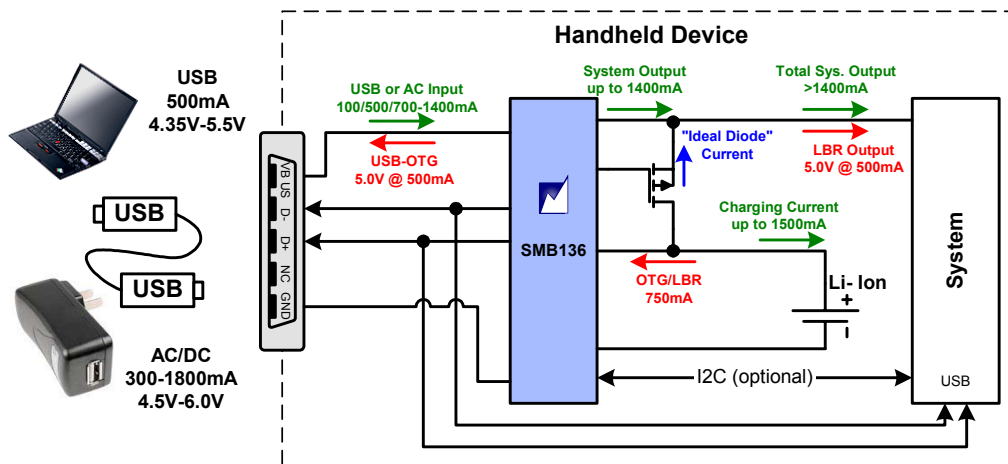 Handheld Device
USB
500mA
4.35V-5.5V
USB
USB
AC/DC
300-1800mA
4.5V-6.0V
VB US
D-
D+
NC
GND
USB or AC Input
100/500/700-1400mA
USB-OTG
5.0V @ 500mA
SMB136
System Output
up to 1400mA
"Ideal Diode"
Current
Total Sys. Output
>1400mA
LBR Output
5.0V @ 500mA
Charging Current
up to 1500mA
OTG/LBR
750mA
Li- Ion
+
-
I2C (optional)
System
USB